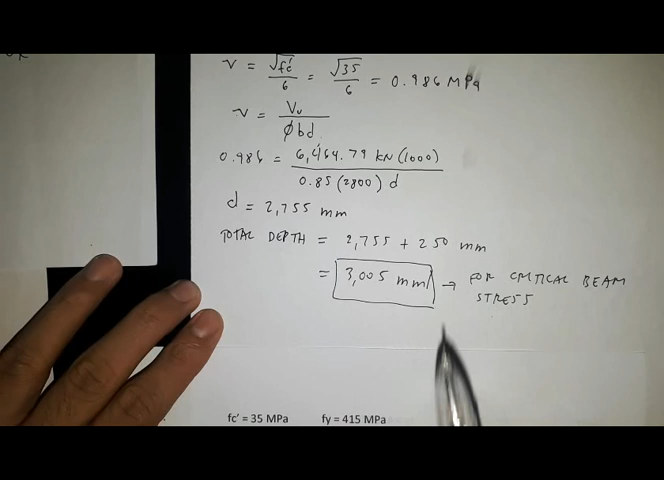 v = √fc' / 6 = √35 / 6 = 0.986 MPa
v = Vu / φbd
0.986 = 6,464.79 kN (1000) / 0.85 (2800) d
d = 2,755 mm
TOTAL DEPTH = 2,755 + 250 mm
= 3,005 mm → FOR CRITICAL BEAM
STRESS
fc' = 35 MPa fy = 415 MPa